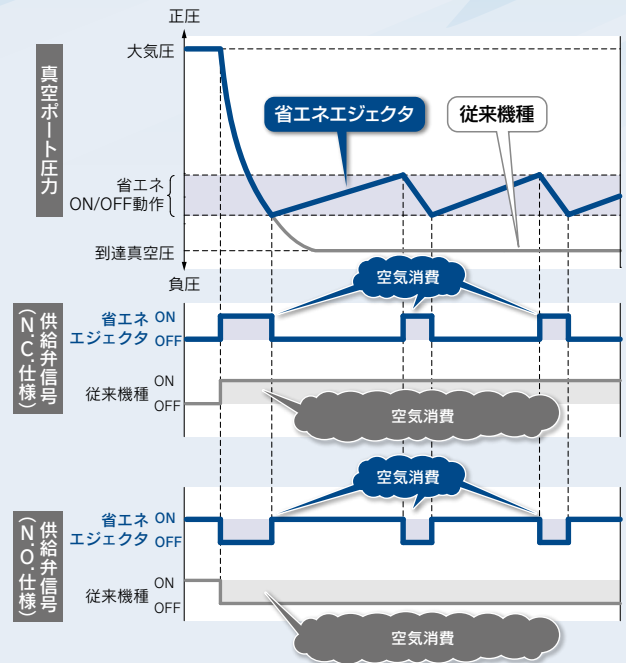 正圧
大気圧
真空ポート圧力
省エネエジェクタ
従来機種
省エネ
ON/OFF動作
到達真空圧
負圧
空気消費
供給弁信号
(N.C.仕様)
省エネ ON
エジェクタ OFF
従来機種 ON
OFF
空気消費
空気消費
供給弁信号
(N.O.仕様)
省エネ ON
エジェクタ OFF
従来機種 ON
OFF
空気消費